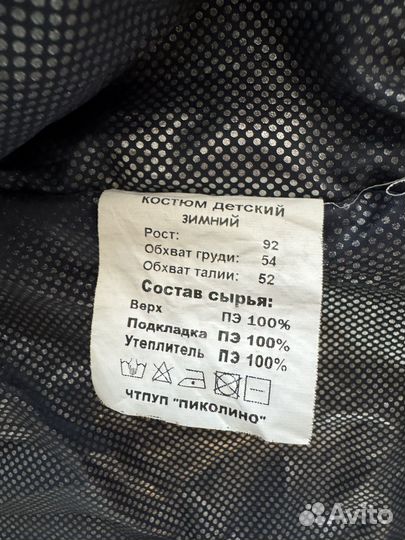 КОСТЮМ ДЕТСКИЙ
ЗИМНИЙ
Рост: 92
Обхват груди: 54
Обхват талии: 52
Состав сырья:
Верх ПЭ 100%
Подкладка ПЭ 100%
Утеплитель ПЭ 100%
ЧТПУП "ПИКОЛИНО"
Avito